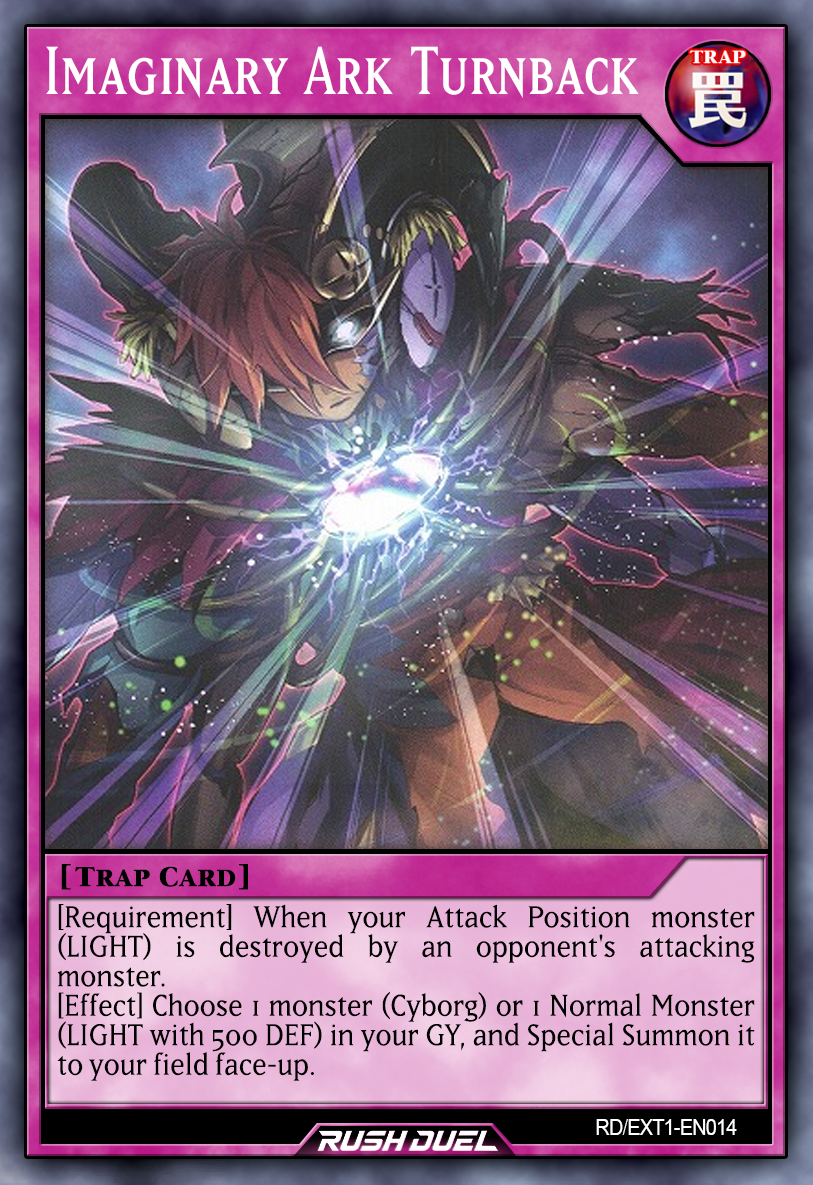 Imaginary Ark Turnback
TRAP
罠
[Trap Card]
[Requirement] When your Attack Position monster
(LIGHT) is destroyed by an opponent's attacking
monster.
[Effect] Choose 1 monster (Cyborg) or 1 Normal Monster
(LIGHT with 500 DEF) in your GY, and Special Summon it
to your field face-up.
RD/EXT1-EN014
RUSH DUEL